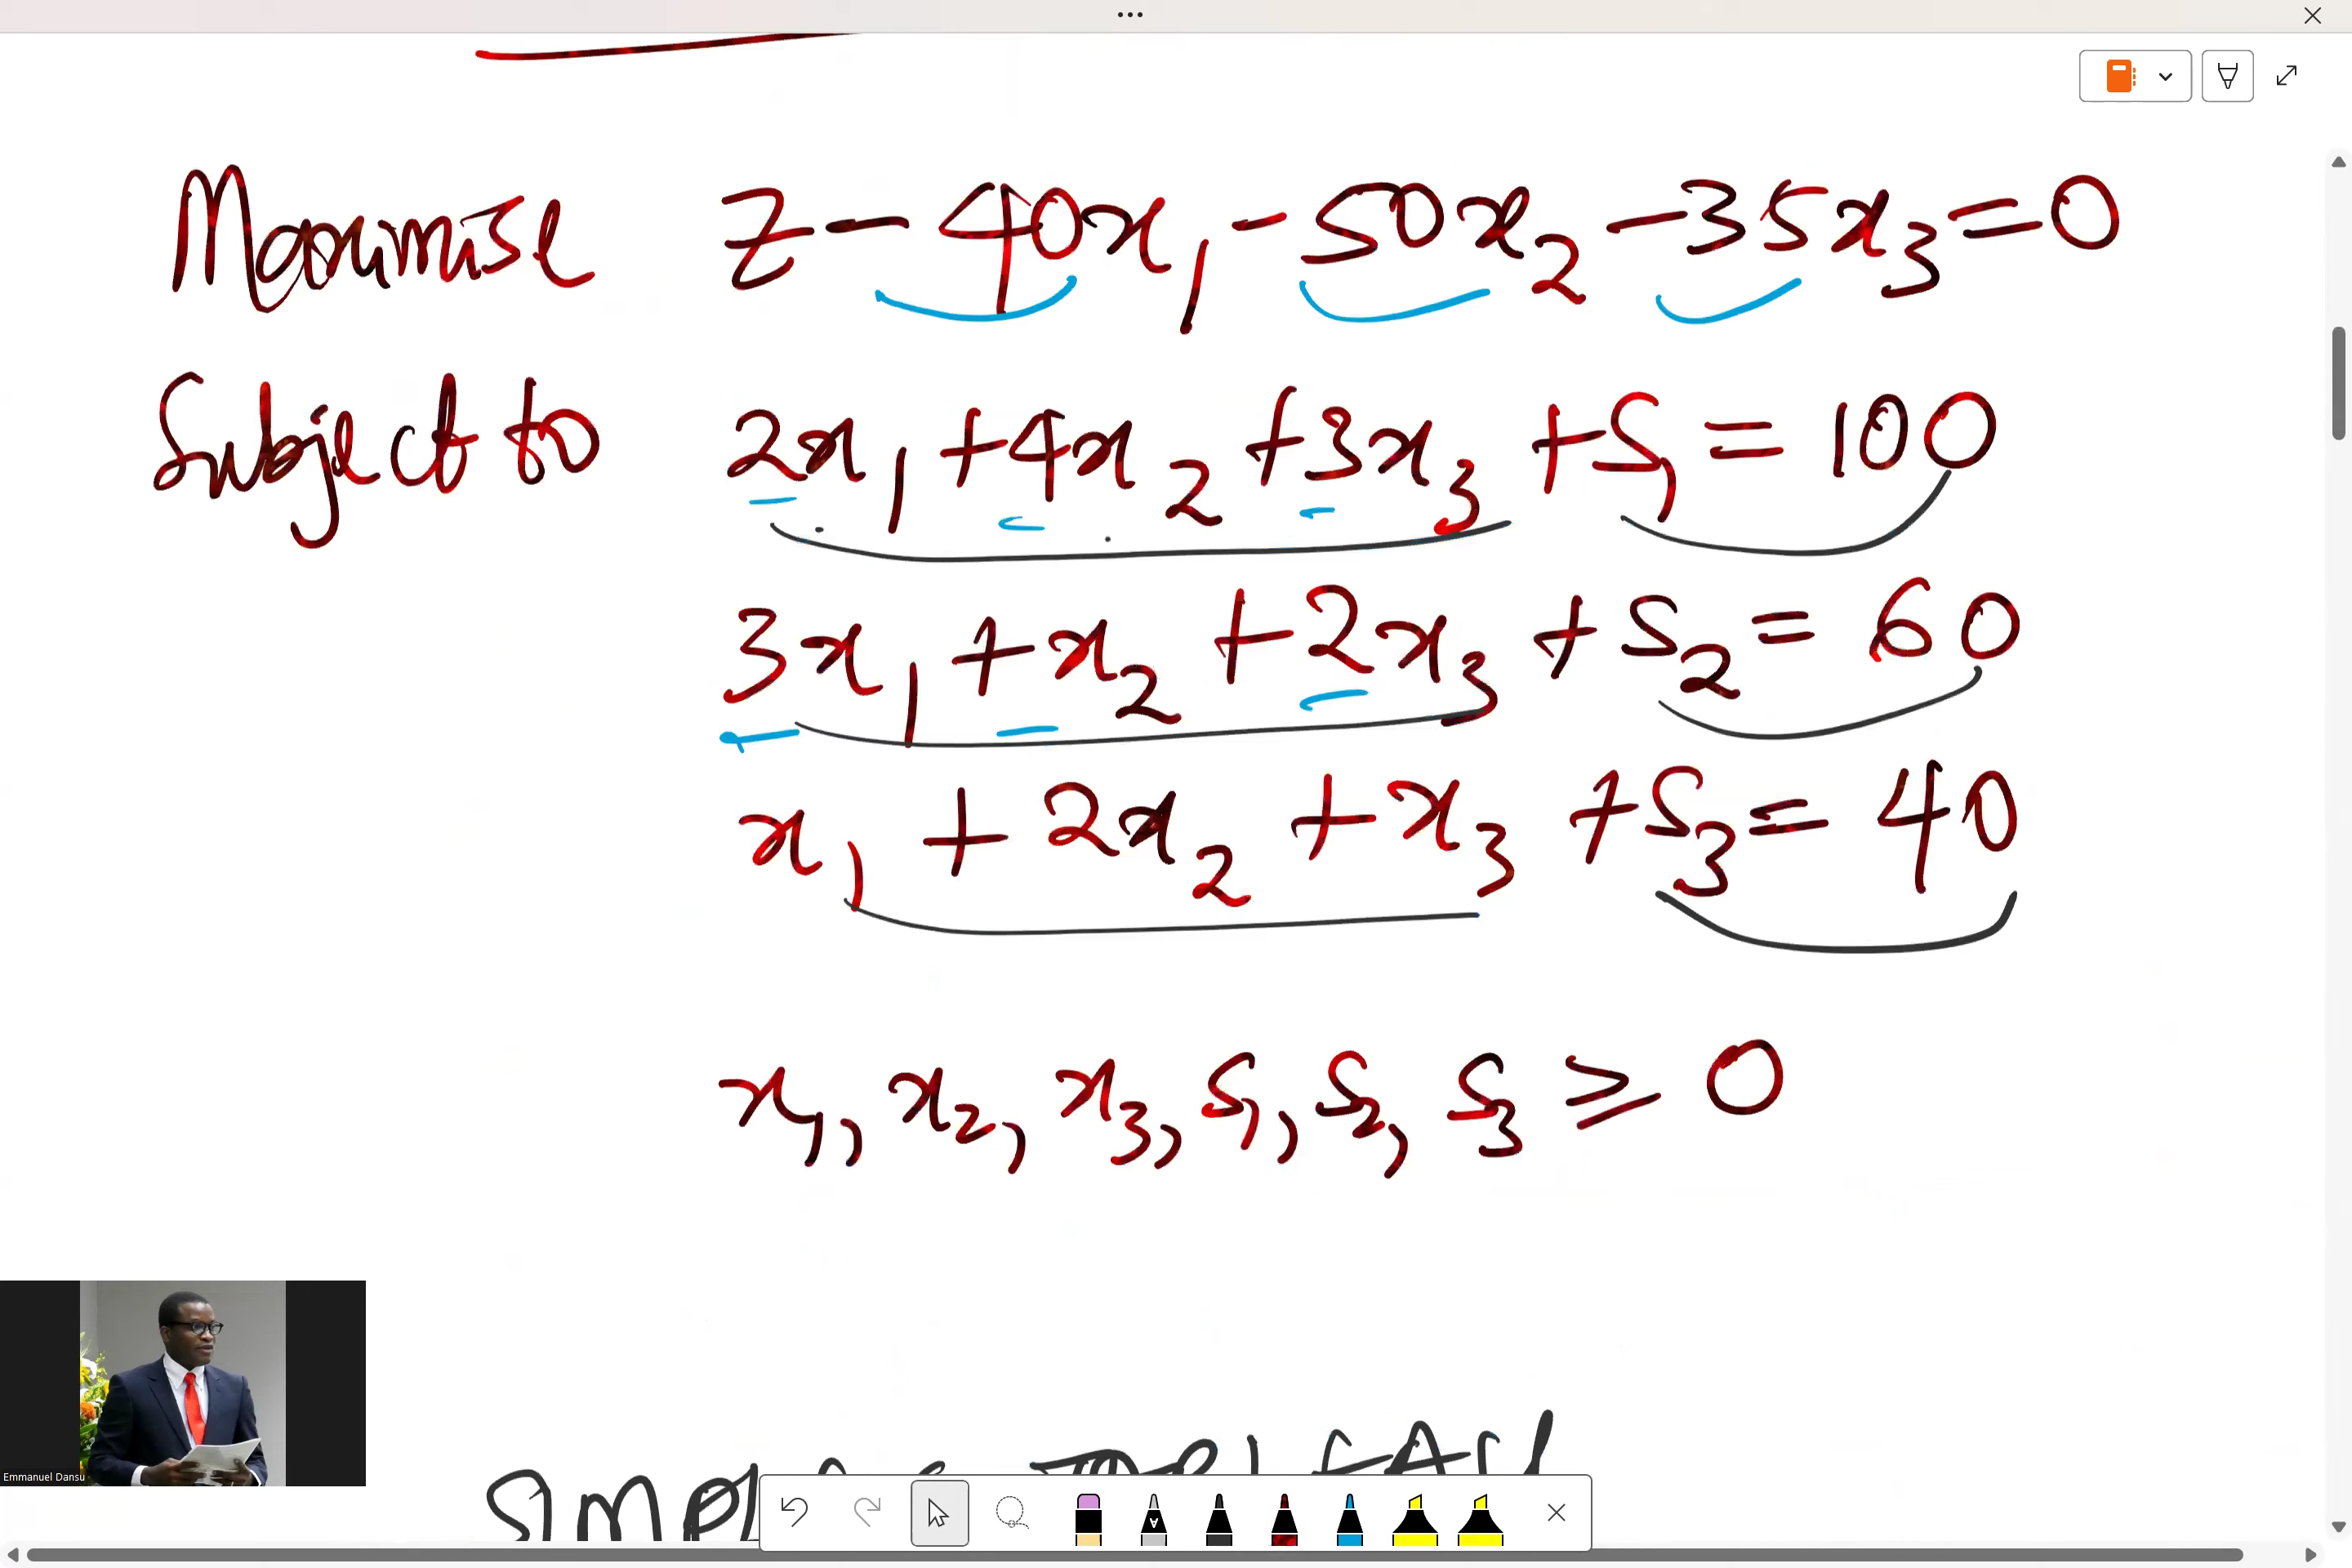 Maximise z - 40x₁ - 50x₂ - 35x₃ = 0
Subject to 2x₁ + 4x₂ + 3x₃ + S₁ = 100
3x₁ + x₂ + 2x₃ + S₂ = 60
x₁ + 2x₂ + x₃ + S₃ = 40
x₁, x₂, x₃, S₁, S₂, S₃ ≥ 0
Emmanuel Dansu